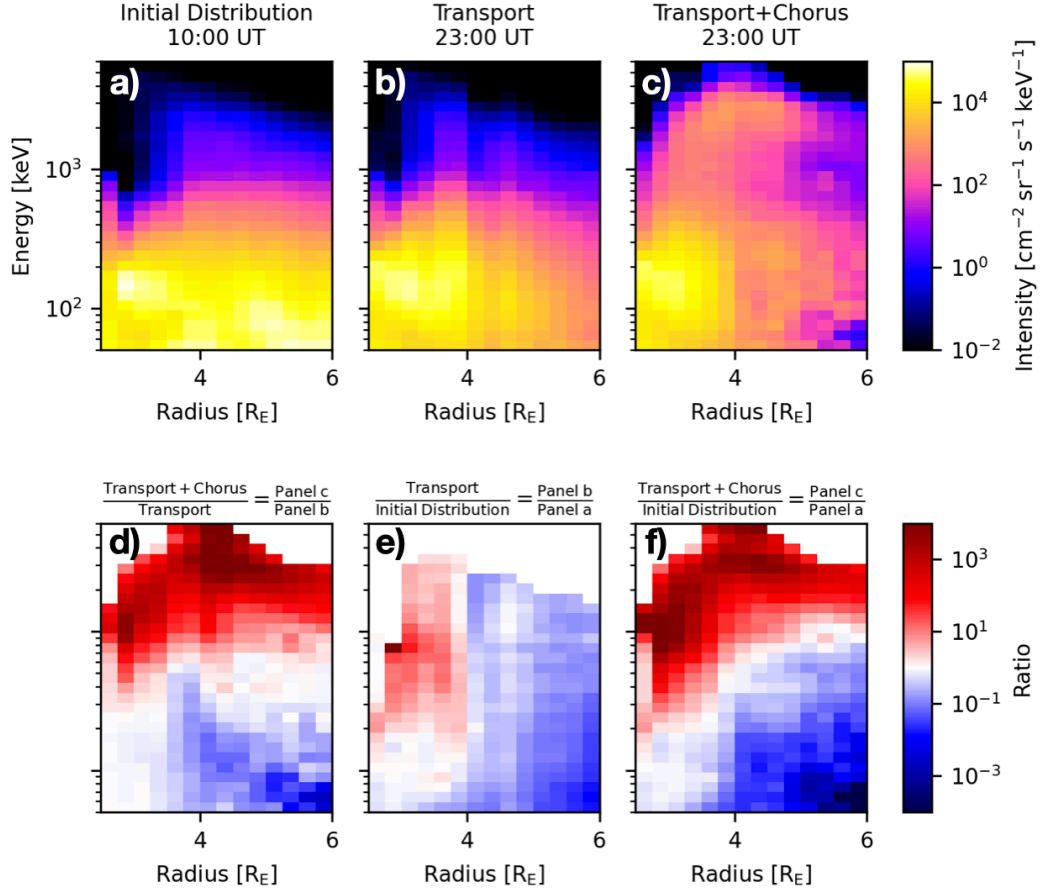 Initial Distribution
10:00 UT
Transport
23:00 UT
Transport+Chorus
23:00 UT
a)
b)
c)
Energy [keV]
10³
10²
4
6
4
6
4
6
Radius [R_E]
Radius [R_E]
Radius [R_E]
10⁴
10²
10⁰
10⁻²
Intensity [cm⁻² sr⁻¹ s⁻¹ keV⁻¹]
Transport + Chorus / Transport = Panel c / Panel b
Transport / Initial Distribution = Panel b / Panel a
Transport + Chorus / Initial Distribution = Panel c / Panel a
d)
e)
f)
4
6
4
6
4
6
Radius [R_E]
Radius [R_E]
Radius [R_E]
10³
10¹
10⁻¹
10⁻³
Ratio